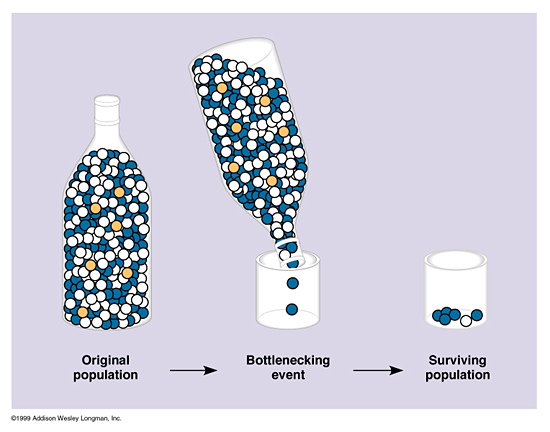 Original
population
Bottlenecking
event
Surviving
population
©1999 Addison Wesley Longman, Inc.